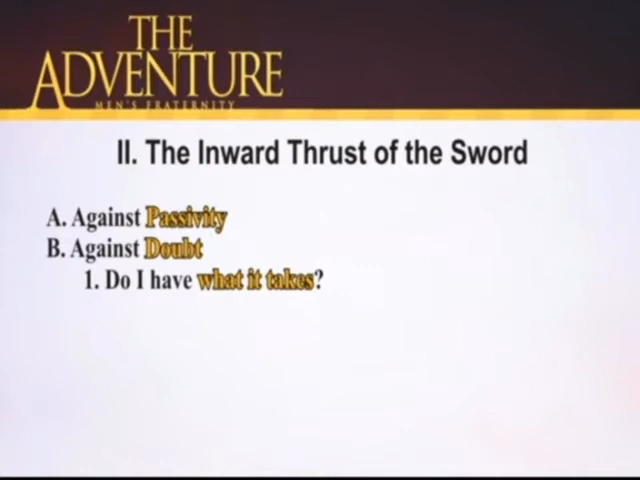 THE
ADVENTURE
MEN'S FRATERNITY
II. The Inward Thrust of the Sword
A. Against Passivity
B. Against Doubt
1. Do I have what it takes?